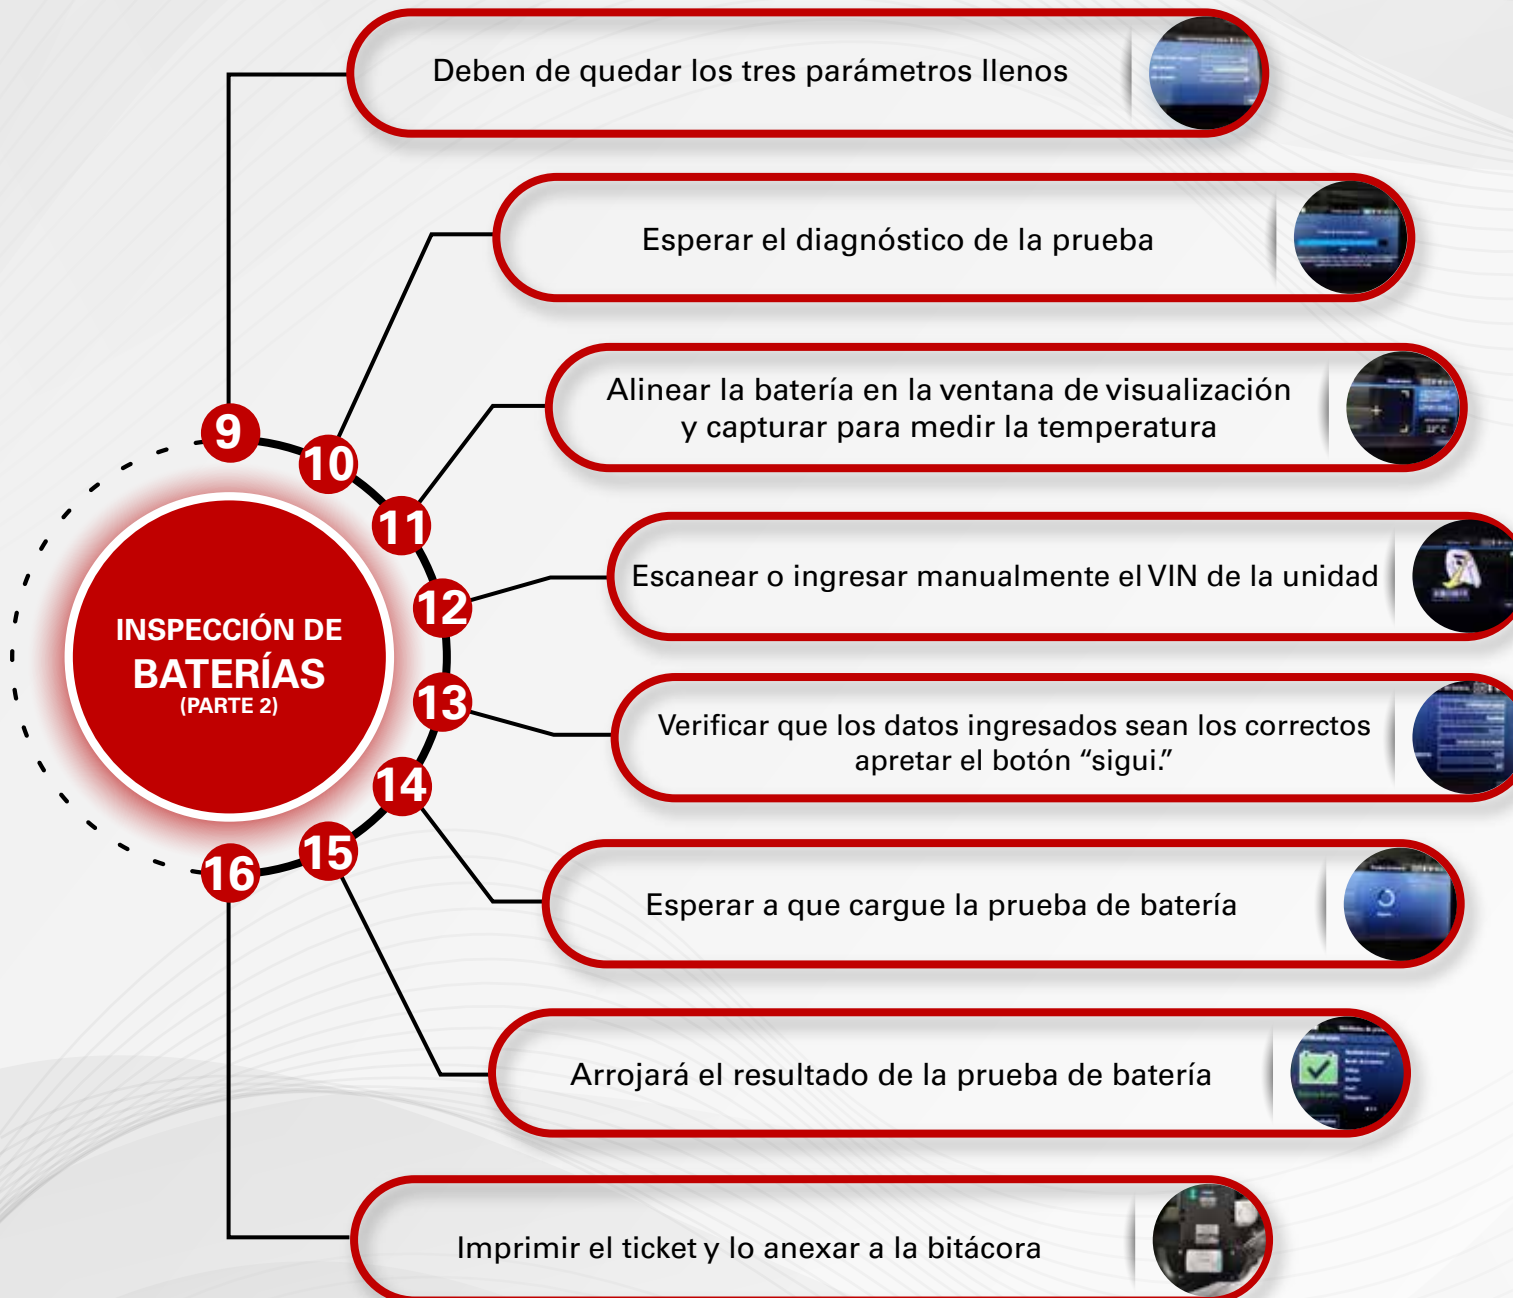 Deben de quedar los tres parámetros llenos
Esperar el diagnóstico de la prueba
Alinear la batería en la ventana de visualización
y capturar para medir la temperatura
Escanear o ingresar manualmente el VIN de la unidad
Verificar que los datos ingresados sean los correctos
apretar el botón “sigui.”
Esperar a que cargue la prueba de batería
Arrojará el resultado de la prueba de batería
Imprimir el ticket y lo anexar a la bitácora
9
10
11
12
13
14
15
16
INSPECCIÓN DE
BATERÍAS
(PARTE 2)